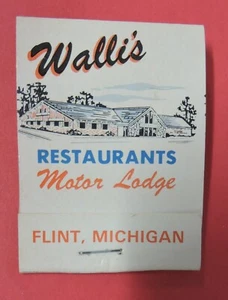 Walli's
RESTAURANTS
Motor Lodge
FLINT, MICHIGAN